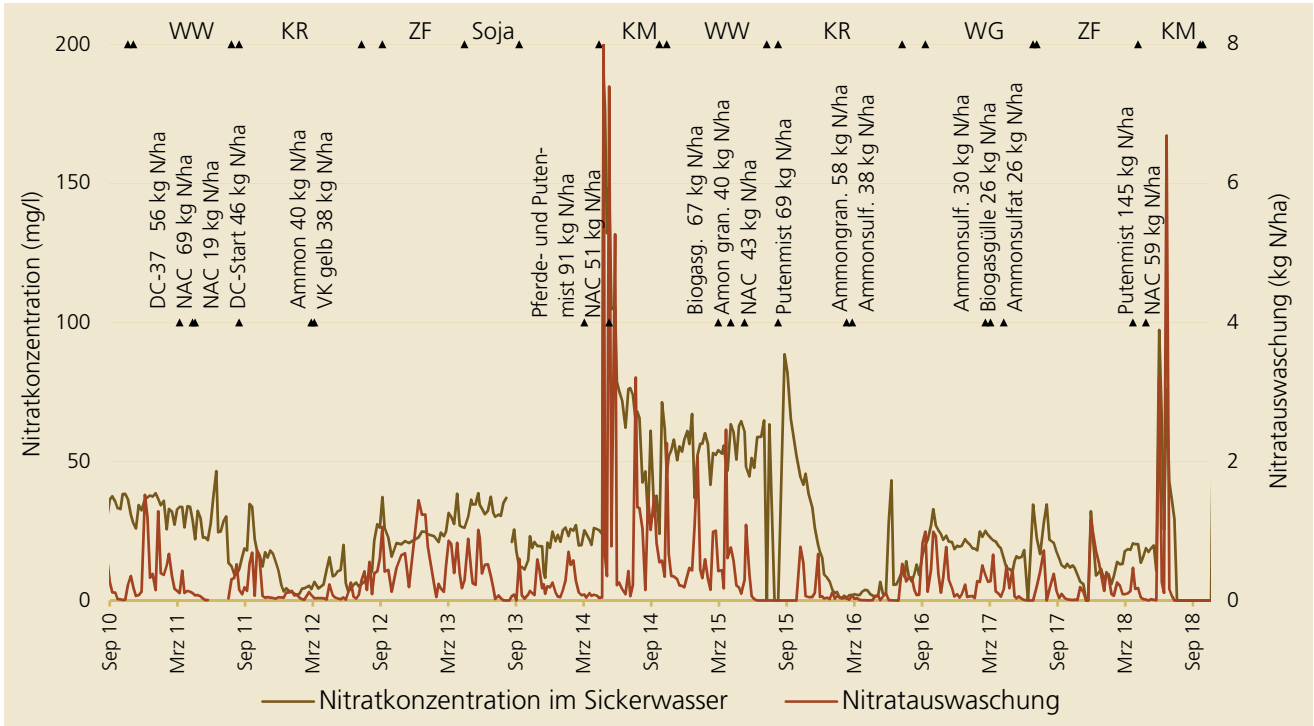 WW KR ZF Soja KM WW KR WG ZF KM
Nitratkonzentration (mg/l)
200
150
100
50
0
DC-37 56 kg N/ha
NAC 69 kg N/ha
NAC 19 kg N/ha
DC-Start 46 kg N/ha
Ammon 40 kg N/ha
VK gelb 38 kg N/ha
Pferde- und Puten-
mist 91 kg N/ha
NAC 51 kg N/ha
Biogasg. 67 kg N/ha
Amon gran. 40 kg N/ha
NAC 43 kg N/ha
Putenmist 69 kg N/ha
Ammongran. 58 kg N/ha
Ammonsulf. 38 kg N/ha
Ammonsulf. 30 kg N/ha
Biogasgülle 26 kg N/ha
Ammonsulfat 26 kg N/ha
Putenmist 145 kg N/ha
NAC 59 kg N/ha
8
6
4
2
0
Nitratauswaschung (kg N/ha)
Sep 10
Mrz 11
Sep 11
Mrz 12
Sep 12
Mrz 13
Sep 13
Mrz 14
Sep 14
Mrz 15
Sep 15
Mrz 16
Sep 16
Mrz 17
Sep 17
Mrz 18
Sep 18
Nitratkonzentration im Sickerwasser
Nitratauswaschung